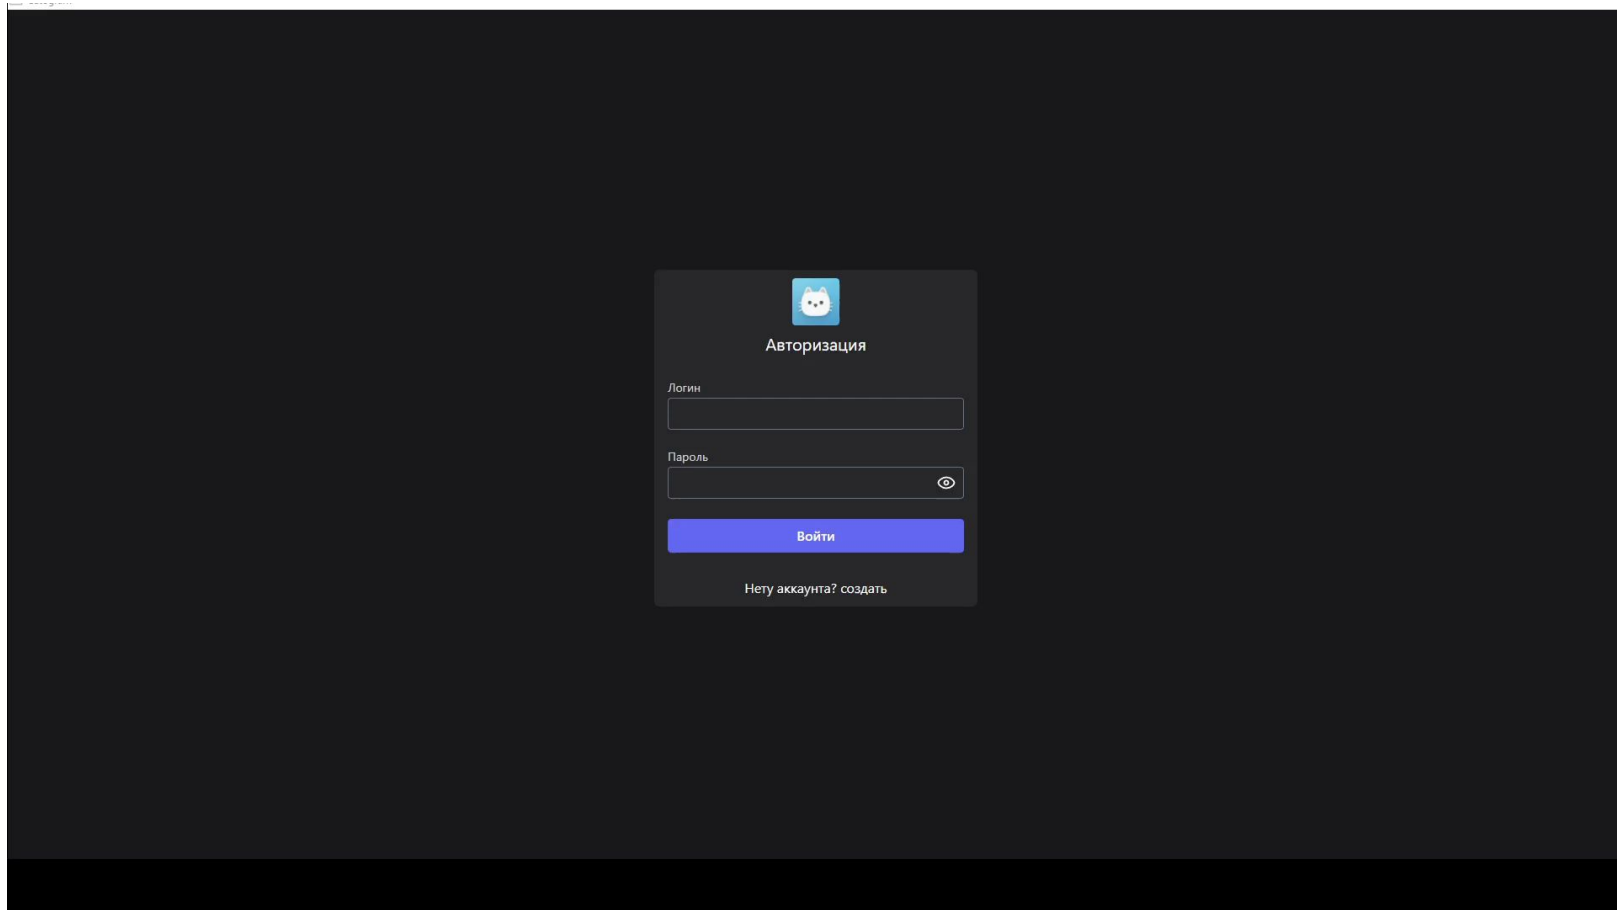 Авторизация
Логин
Пароль
Войти
Нету аккаунта? создать